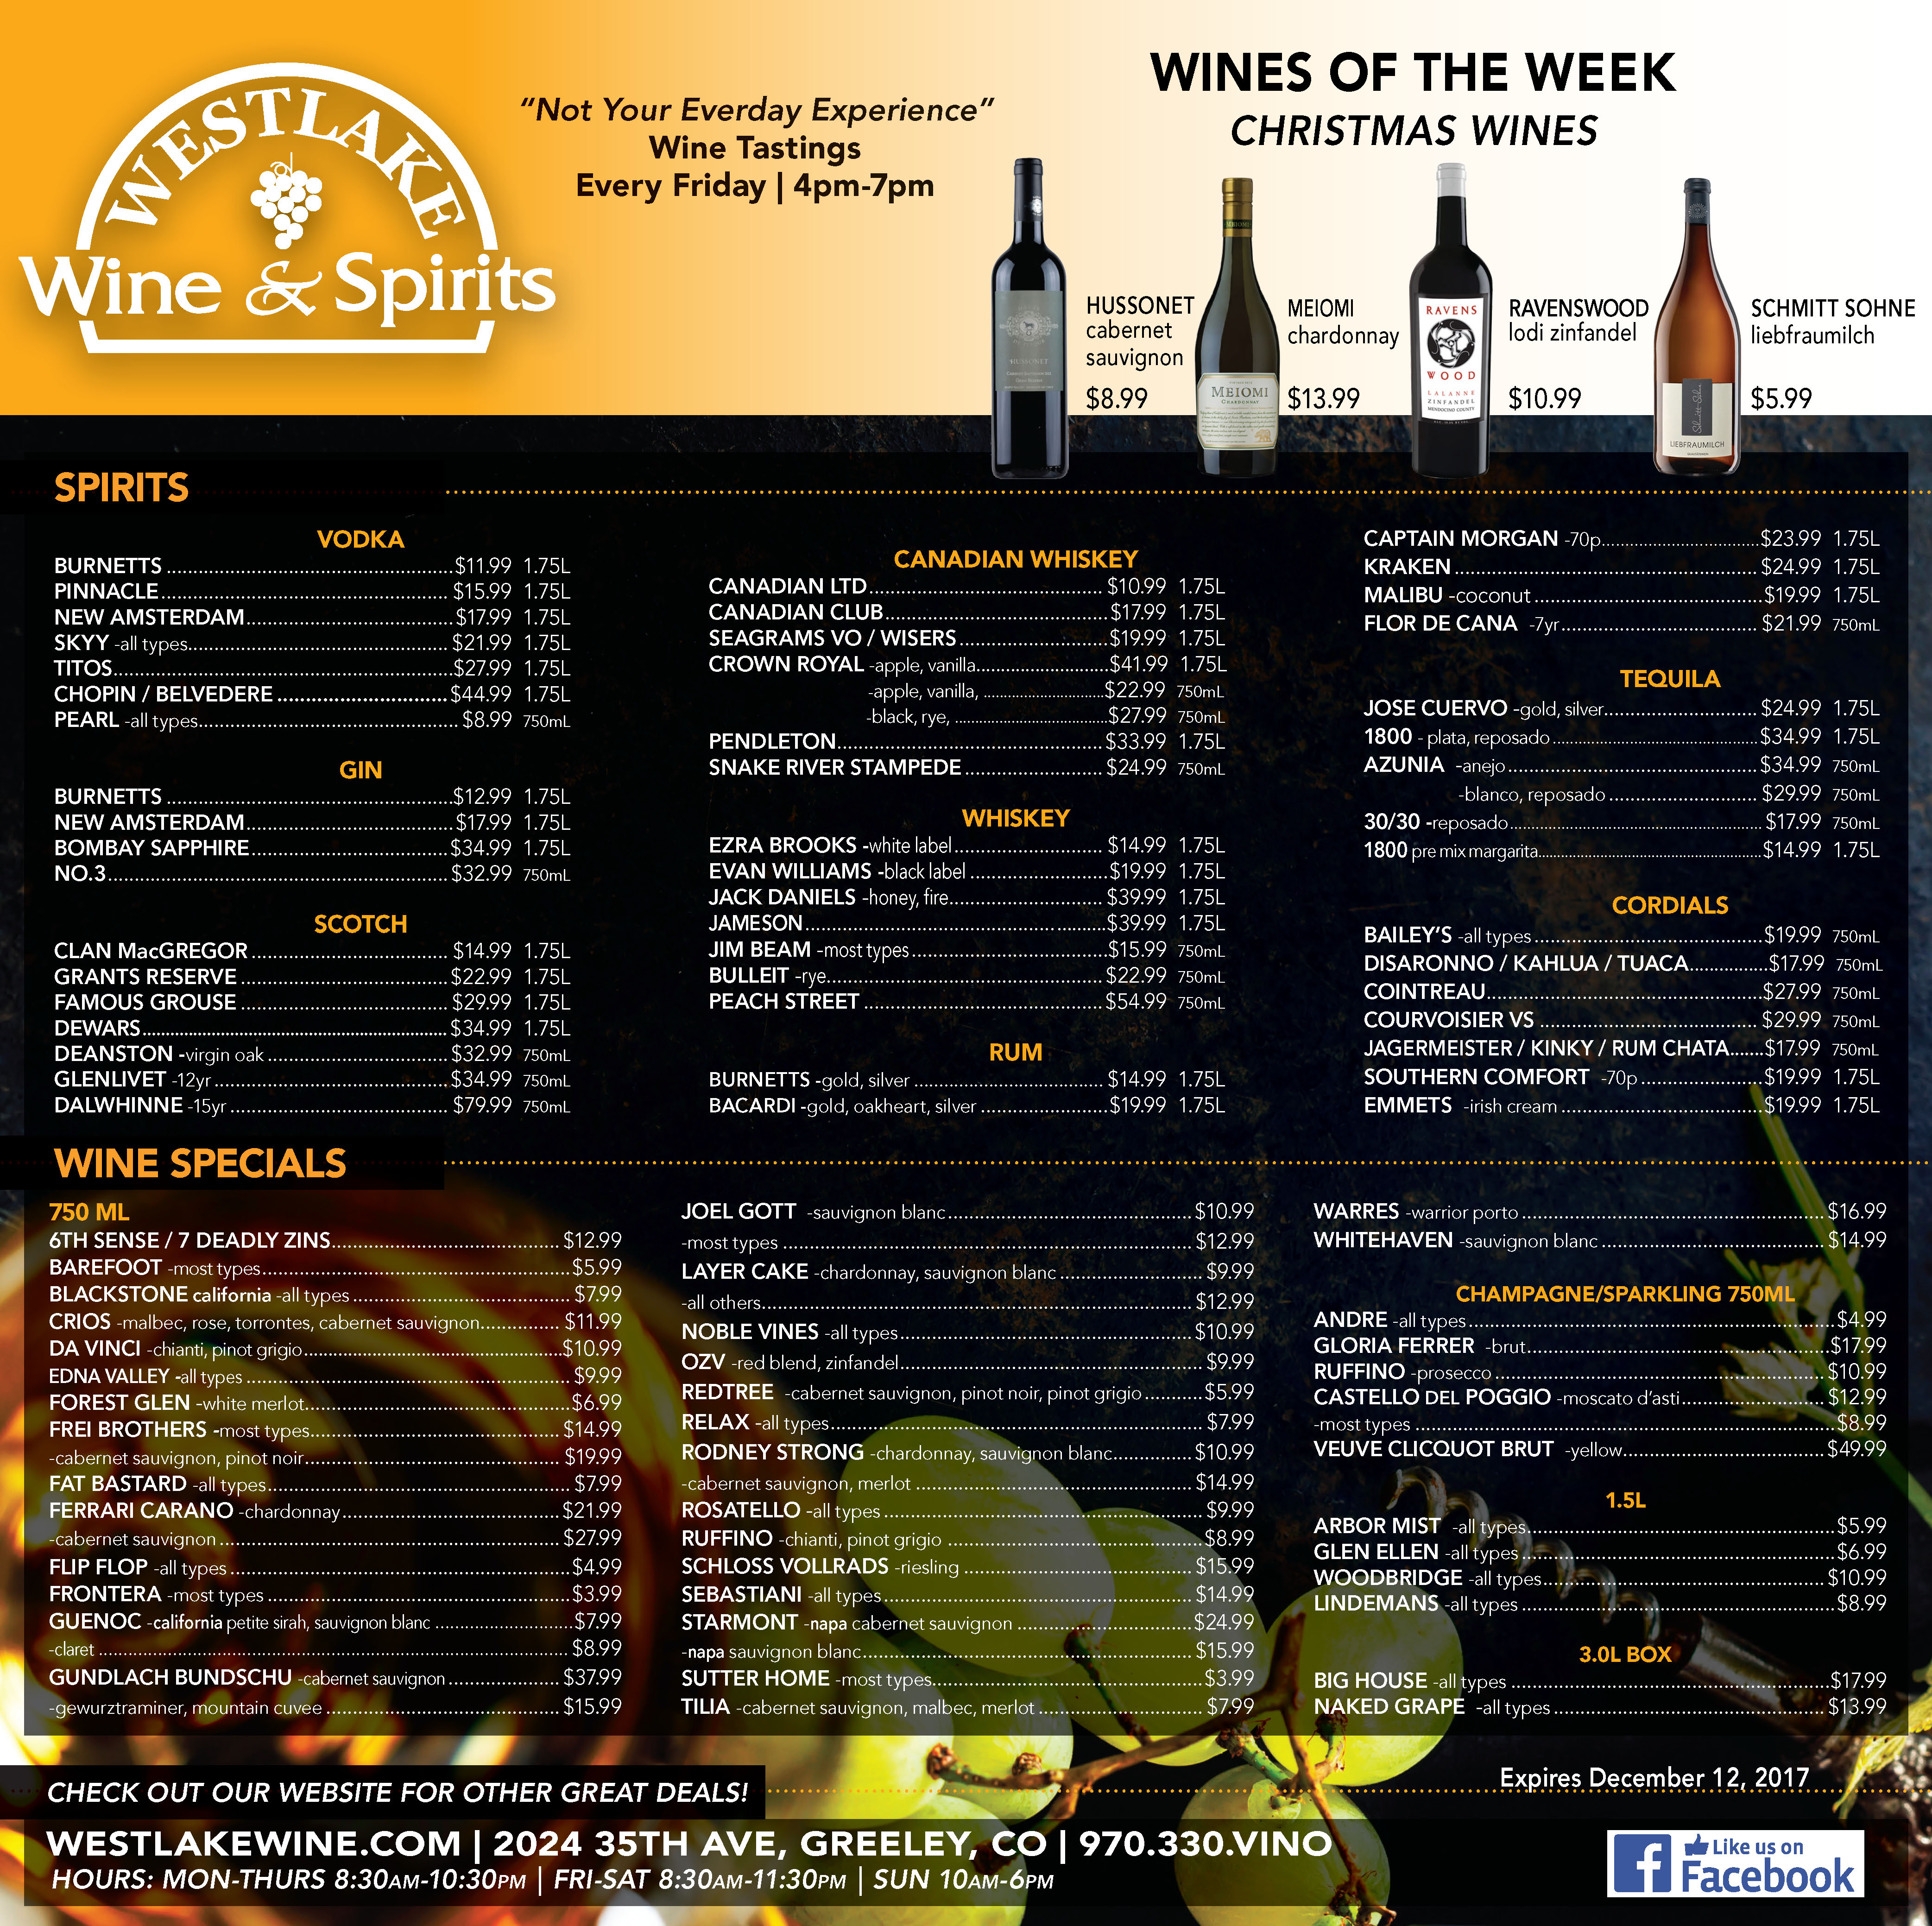 WESTLAKE
Wine & Spirits
“Not Your Everday Experience”
Wine Tastings
Every Friday | 4pm-7pm
WINES OF THE WEEK
CHRISTMAS WINES
HUSSONET
cabernet
sauvignon
$8.99
MEIOMI
chardonnay
$13.99
RAVENSWOOD
lodi zinfandel
$10.99
SCHMITT SOHNE
liebfraumilch
$5.99
HUSSONET
MEIOMI
CHARDONNAY
RAVENS
WOOD
LALANNE
ZINFANDEL
MENDOCINO COUNTY
LIEBFRAUMILCH
SPIRITS
VODKA
BURNETTS $11.99 1.75L
PINNACLE $15.99 1.75L
NEW AMSTERDAM $17.99 1.75L
SKYY -all types $21.99 1.75L
TITOS $27.99 1.75L
CHOPIN / BELVEDERE $44.99 1.75L
PEARL -all types $8.99 750mL
GIN
BURNETTS $12.99 1.75L
NEW AMSTERDAM $17.99 1.75L
BOMBAY SAPPHIRE $34.99 1.75L
NO.3 $32.99 750mL
SCOTCH
CLAN MacGREGOR $14.99 1.75L
GRANTS RESERVE $22.99 1.75L
FAMOUS GROUSE $29.99 1.75L
DEWARS $34.99 1.75L
DEANSTON -virgin oak $32.99 750mL
GLENLIVET -12yr $34.99 750mL
DALWHINNE -15yr $79.99 750mL
CANADIAN WHISKEY
CANADIAN LTD $10.99 1.75L
CANADIAN CLUB $17.99 1.75L
SEAGRAMS VO / WISERS $19.99 1.75L
CROWN ROYAL -apple, vanilla $41.99 1.75L
-apple, vanilla, $22.99 750mL
-black, rye, $27.99 750mL
PENDLETON $33.99 1.75L
SNAKE RIVER STAMPEDE $24.99 750mL
WHISKEY
EZRA BROOKS -white label $14.99 1.75L
EVAN WILLIAMS -black label $19.99 1.75L
JACK DANIELS -honey, fire $39.99 1.75L
JAMESON $39.99 1.75L
JIM BEAM -most types $15.99 750mL
BULLEIT -rye $22.99 750mL
PEACH STREET $54.99 750mL
RUM
BURNETTS -gold, silver $14.99 1.75L
BACARDI -gold, oakheart, silver $19.99 1.75L
CAPTAIN MORGAN -70p $23.99 1.75L
KRAKEN $24.99 1.75L
MALIBU -coconut $19.99 1.75L
FLOR DE CANA -7yr $21.99 750mL
TEQUILA
JOSE CUERVO -gold, silver $24.99 1.75L
1800 - plata, reposado $34.99 1.75L
AZUNIA -anejo $34.99 750mL
-blanco, reposado $29.99 750mL
30/30 -reposado $17.99 750mL
1800 pre mix margarita $14.99 1.75L
CORDIALS
BAILEY’S -all types $19.99 750mL
DISARONNO / KAHLUA / TUACA $17.99 750mL
COINTREAU $27.99 750mL
COURVOISIER VS $29.99 750mL
JAGERMEISTER / KINKY / RUM CHATA $17.99 750mL
SOUTHERN COMFORT -70p $19.99 1.75L
EMMETS -irish cream $19.99 1.75L
WINE SPECIALS
750 ML
6TH SENSE / 7 DEADLY ZINS $12.99
BAREFOOT -most types $5.99
BLACKSTONE california -all types $7.99
CRIOS -malbec, rose, torrontes, cabernet sauvignon $11.99
DA VINCI -chianti, pinot grigio $10.99
EDNA VALLEY -all types $9.99
FOREST GLEN -white merlot $6.99
FREI BROTHERS -most types $14.99
-cabernet sauvignon, pinot noir $19.99
FAT BASTARD -all types $7.99
FERRARI CARANO -chardonnay $21.99
-cabernet sauvignon $27.99
FLIP FLOP -all types $4.99
FRONTERA -most types $3.99
GUENOC -california petite sirah, sauvignon blanc $7.99
-claret $8.99
GUNDLACH BUNDSCHU -cabernet sauvignon $37.99
-gewurztraminer, mountain cuvee $15.99
JOEL GOTT -sauvignon blanc $10.99
-most types $12.99
LAYER CAKE -chardonnay, sauvignon blanc $9.99
-all others $12.99
NOBLE VINES -all types $10.99
OZV -red blend, zinfandel $9.99
REDTREE -cabernet sauvignon, pinot noir, pinot grigio $5.99
RELAX -all types $7.99
RODNEY STRONG -chardonnay, sauvignon blanc $10.99
-cabernet sauvignon, merlot $14.99
ROSATELLO -all types $9.99
RUFFINO -chianti, pinot grigio $8.99
SCHLOSS VOLLRADS -riesling $15.99
SEBASTIANI -all types $14.99
STARMONT -napa cabernet sauvignon $24.99
-napa sauvignon blanc $15.99
SUTTER HOME -most types $3.99
TILIA -cabernet sauvignon, malbec, merlot $7.99
WARRES -warrior porto $16.99
WHITEHAVEN -sauvignon blanc $14.99
CHAMPAGNE/SPARKLING 750ML
ANDRE -all types $4.99
GLORIA FERRER -brut $17.99
RUFFINO -prosecco $10.99
CASTELLO DEL POGGIO -moscato d’asti $12.99
-most types $8.99
VEUVE CLICQUOT BRUT -yellow $49.99
1.5L
ARBOR MIST -all types $5.99
GLEN ELLEN -all types $6.99
WOODBRIDGE -all types $10.99
LINDEMANS -all types $8.99
3.0L BOX
BIG HOUSE -all types $17.99
NAKED GRAPE -all types $13.99
CHECK OUT OUR WEBSITE FOR OTHER GREAT DEALS!
Expires December 12, 2017
WESTLAKEWINE.COM | 2024 35TH AVE, GREELEY, CO | 970.330.VINO
HOURS: MON-THURS 8:30AM-10:30PM | FRI-SAT 8:30AM-11:30PM | SUN 10AM-6PM
f
Like us on
Facebook